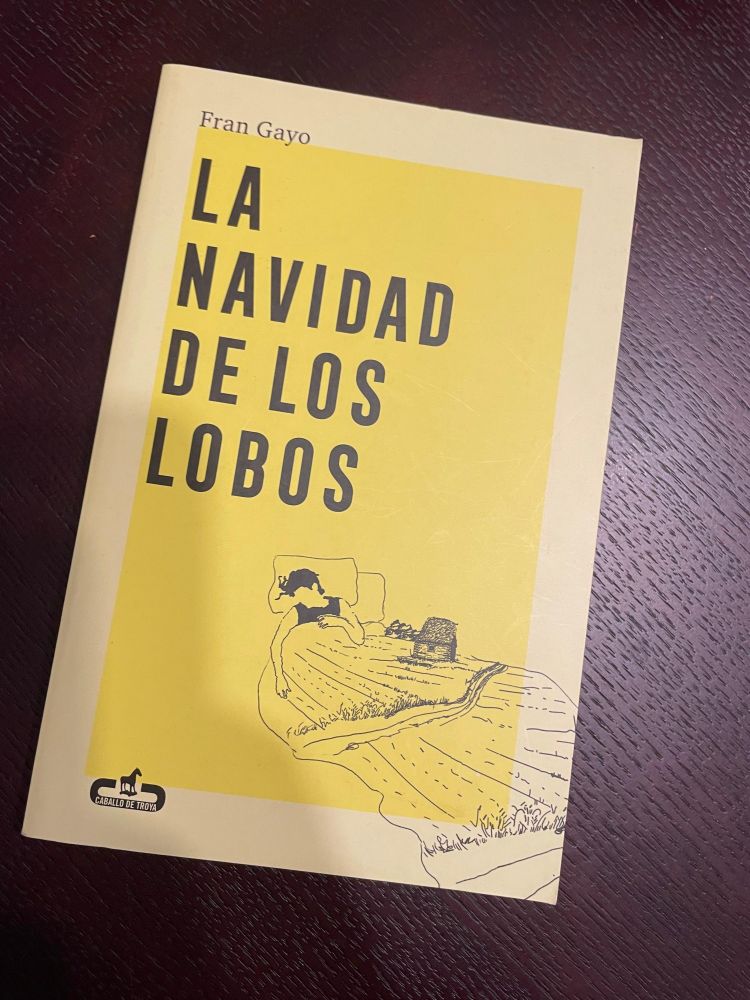 Fran Gayo
LA
NAVIDAD
DE LOS
LOBOS
CABALLO DE TROYA